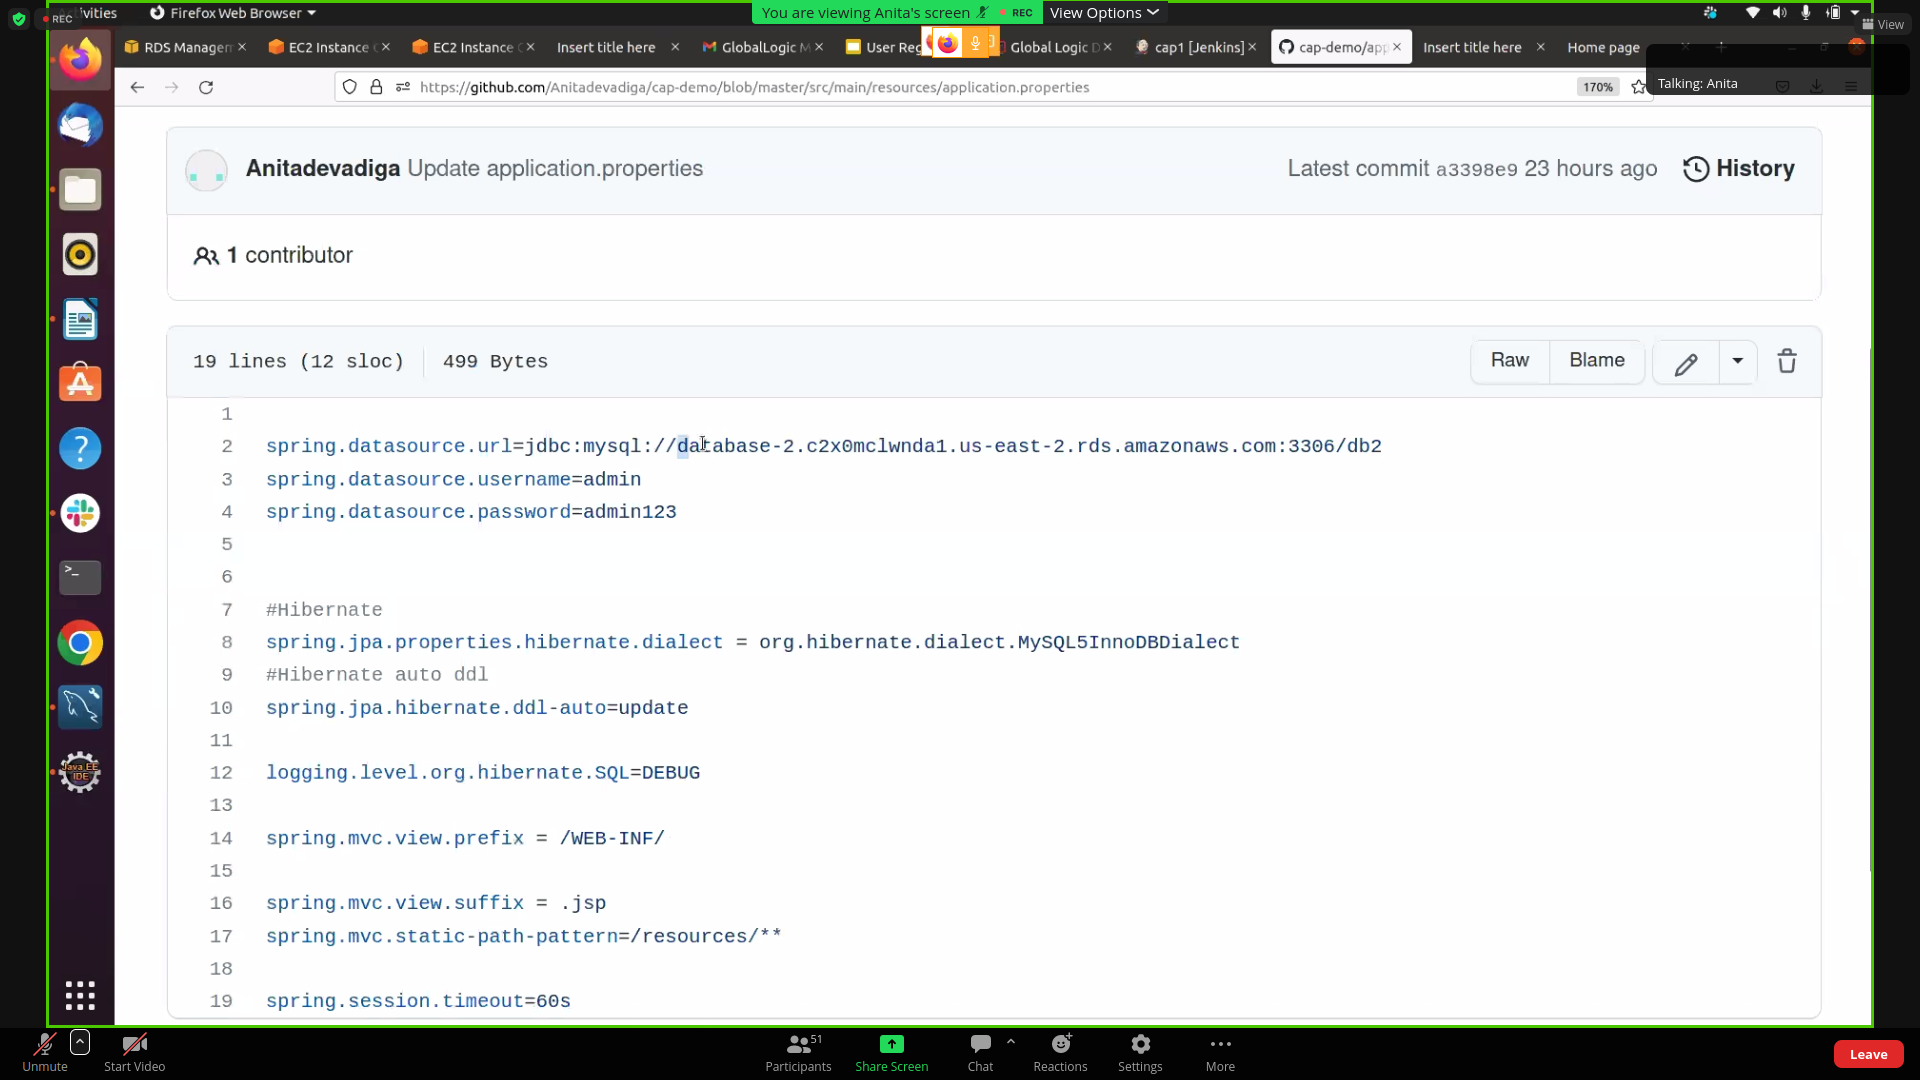 REC
Activities
Firefox Web Browser
You are viewing Anita's screen
REC
View Options
View
RDS Managem
EC2 Instance C
EC2 Instance C
Insert title here
GlobalLogic M
User Reg
Global Logic D
cap1 [Jenkins]
cap-demo/app
Insert title here
Home page
Talking: Anita
https://github.com/Anitadevadiga/cap-demo/blob/master/src/main/resources/application.properties
170%
Anitadevadiga Update application.properties
Latest commit a3398e9 23 hours ago
History
1 contributor
19 lines (12 sloc)
499 Bytes
Raw
Blame
1
2 spring.datasource.url=jdbc:mysql://database-2.c2x0mclwnda1.us-east-2.rds.amazonaws.com:3306/db2
3 spring.datasource.username=admin
4 spring.datasource.password=admin123
5
6
7 #Hibernate
8 spring.jpa.properties.hibernate.dialect = org.hibernate.dialect.MySQL5InnoDBDialect
9 #Hibernate auto ddl
10 spring.jpa.hibernate.ddl-auto=update
11
12 logging.level.org.hibernate.SQL=DEBUG
13
14 spring.mvc.view.prefix = /WEB-INF/
15
16 spring.mvc.view.suffix = .jsp
17 spring.mvc.static-path-pattern=/resources/**
18
19 spring.session.timeout=60s
Java EE
IDE
Unmute
Start Video
Participants
51
Share Screen
Chat
Reactions
Settings
More
Leave